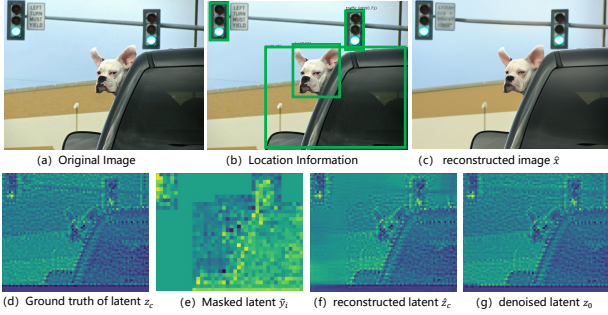 LEFT
TURN
MUST
YIELD
LEFT
TURN
MUST
YIELD
(a) Original Image
(b) Location Information
(c) reconstructed image x̂
(d) Ground truth of latent z_c
(e) Masked latent ȳ_i
(f) reconstructed latent ẑ_c
(g) denoised latent z_0